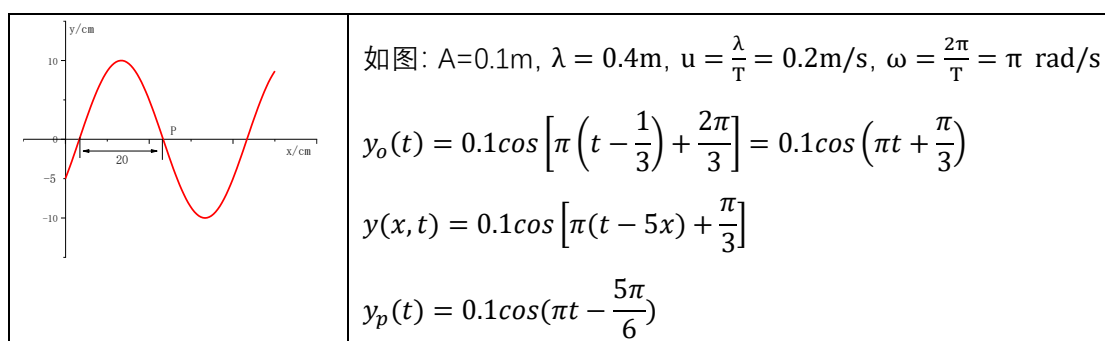 y/cm
10
0
P
x/cm
20
-5
-10
如图: A=0.1m, λ = 0.4m, u = λ/T = 0.2m/s, ω = 2π/T = π rad/s
y_o(t) = 0.1cos[π(t − 1/3) + 2π/3] = 0.1cos(πt + π/3)
y(x, t) = 0.1cos[π(t − 5x) + π/3]
y_p(t) = 0.1cos(πt − 5π/6)